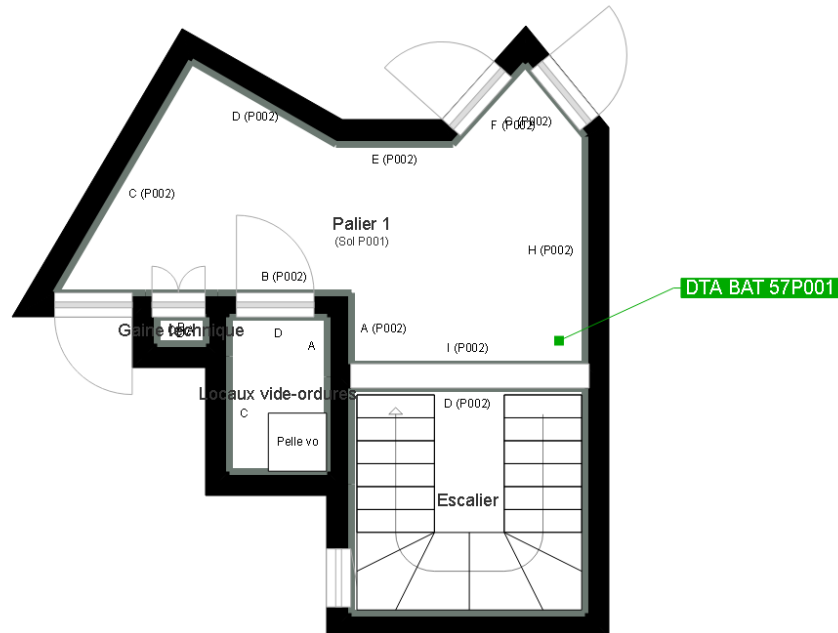 D (P002)
F (P002)
G (P002)
E (P002)
C (P002)
Palier 1
(Sol P001)
H (P002)
B (P002)
DTA BAT 57P001
Gaine technique
D
A
A (P002)
I (P002)
Locaux vide-ordures
C
D (P002)
Pelle vo
Escalier